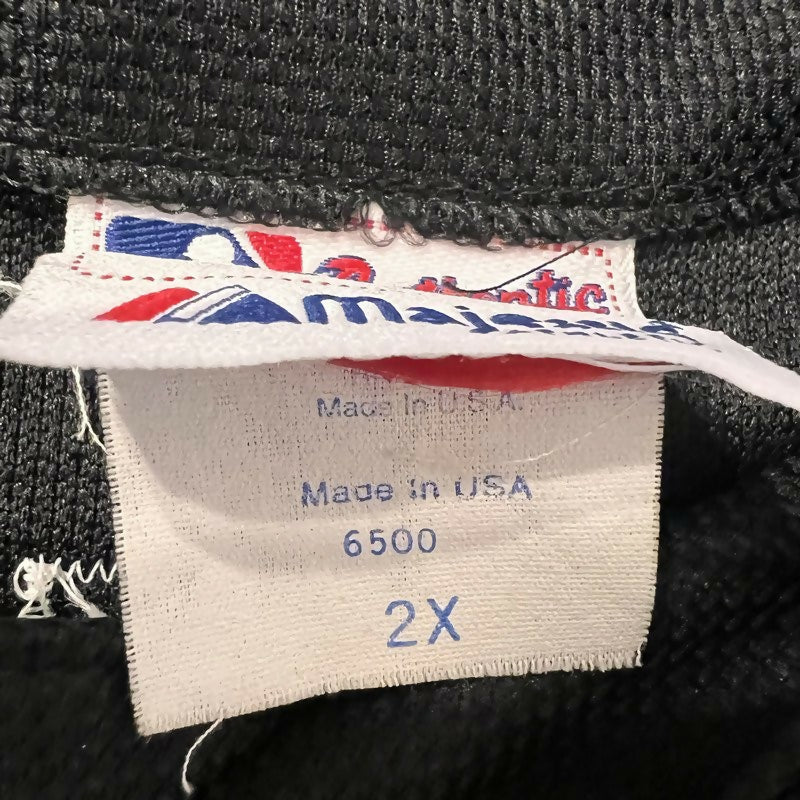 Authentic
Majestic
Made In U.S.A.
Made In USA
6500
2X